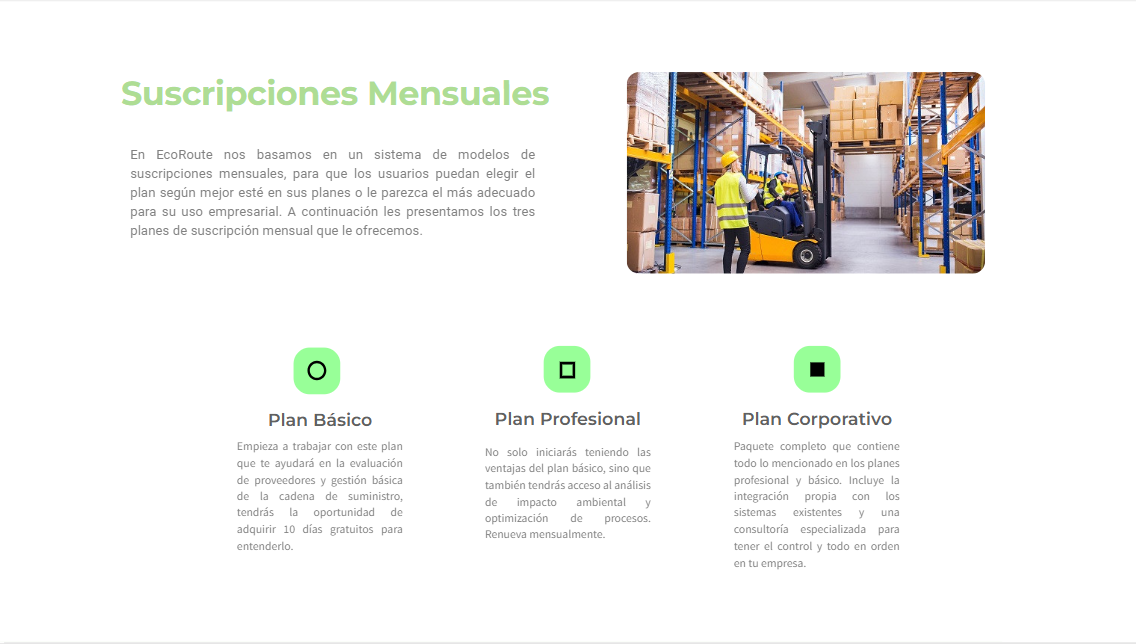 Suscripciones Mensuales
En EcoRoute nos basamos en un sistema de modelos de
suscripciones mensuales, para que los usuarios puedan elegir el
plan según mejor esté en sus planes o le parezca el más adecuado
para su uso empresarial. A continuación les presentamos los tres
planes de suscripción mensual que le ofrecemos.
Plan Básico
Empieza a trabajar con este plan
que te ayudará en la evaluación
de proveedores y gestión básica
de la cadena de suministro,
tendrás la oportunidad de
adquirir 10 días gratuitos para
entenderlo.
Plan Profesional
No solo iniciarás teniendo las
ventajas del plan básico, sino que
también tendrás acceso al análisis
de impacto ambiental y
optimización de procesos.
Renueva mensualmente.
Plan Corporativo
Paquete completo que contiene
todo lo mencionado en los planes
profesional y básico. Incluye la
integración propia con los
sistemas existentes y una
consultoría especializada para
tener el control y todo en orden
en tu empresa.